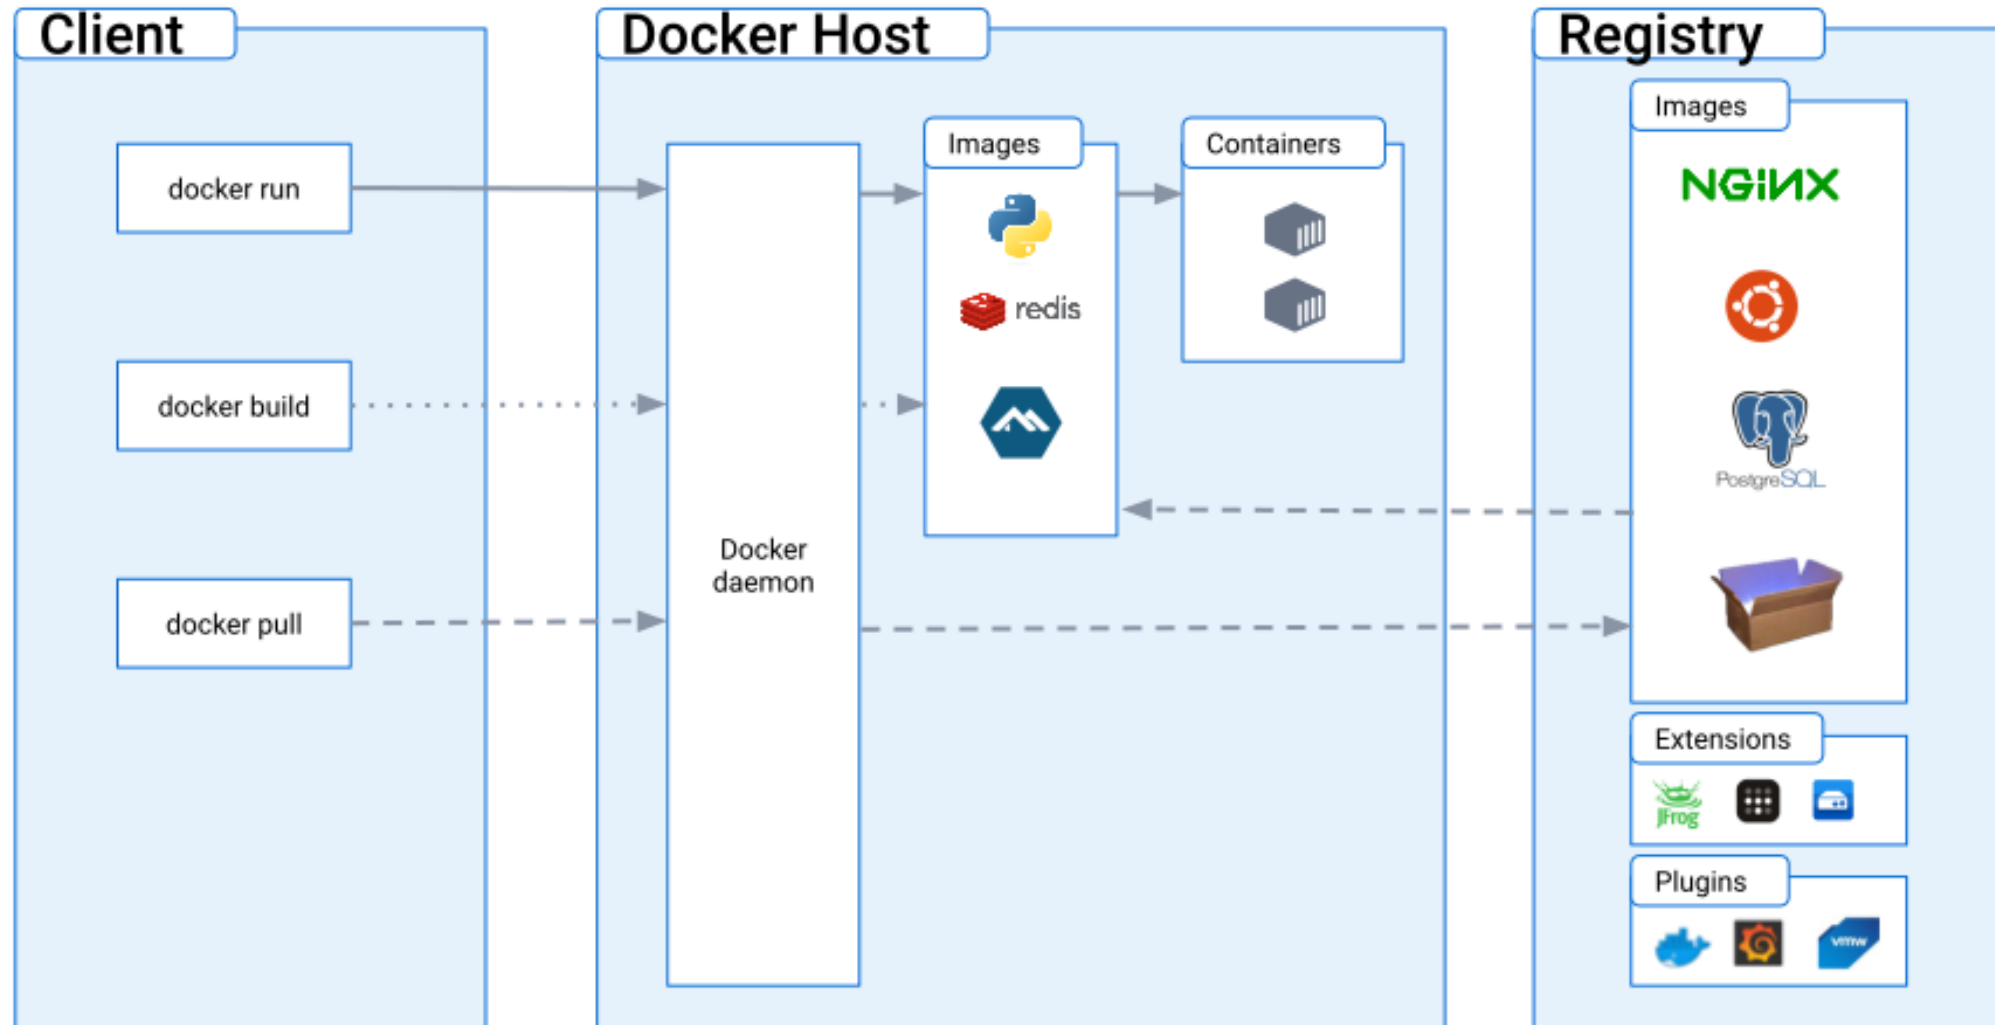 Client
docker run
docker build
docker pull
Docker Host
Docker
daemon
Images
redis
Containers
Registry
Images
NGiNX
PostgreSQL
Extensions
JFrog
Plugins
vmw